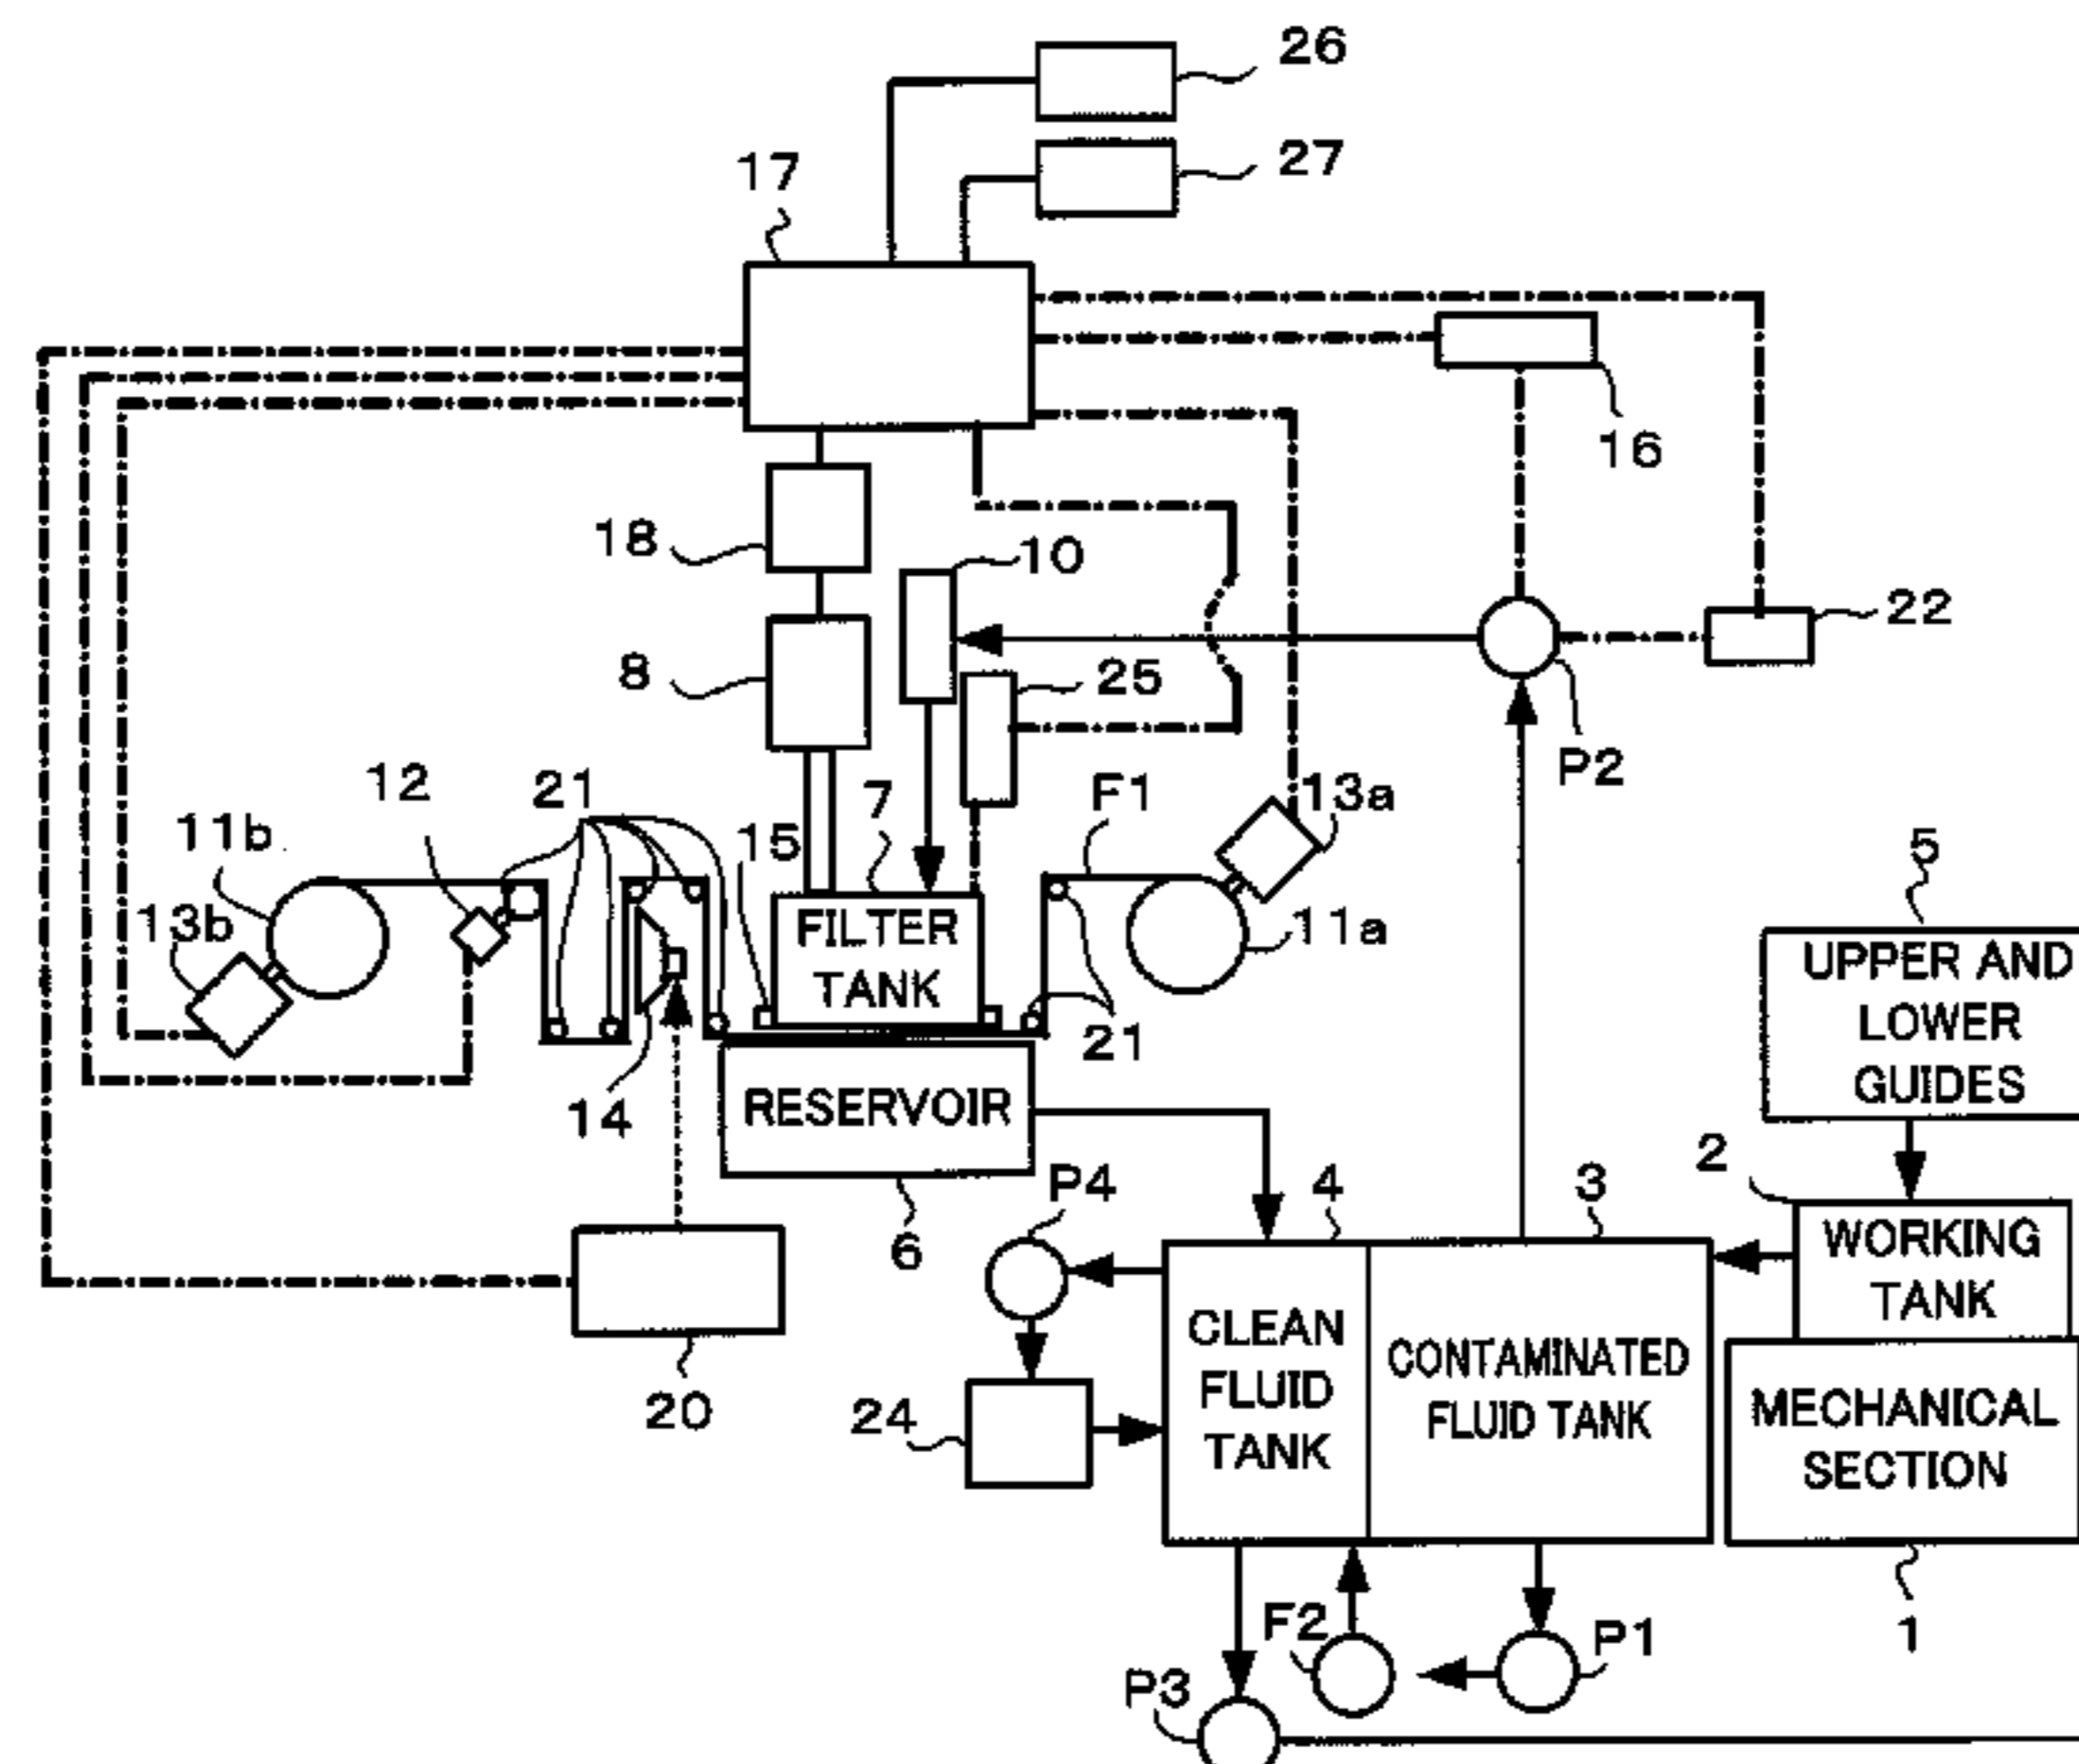 26
27
17
16
18
10
22
8
25
P2
12
21
7
F1
13a
11b
15
5
13b
FILTER
TANK
11a
UPPER AND
LOWER
GUIDES
21
14
RESERVOIR
2
P4
4
3
6
WORKING
TANK
CLEAN
FLUID
TANK
CONTAMINATED
FLUID TANK
20
24
MECHANICAL
SECTION
F2
P1
1
P3